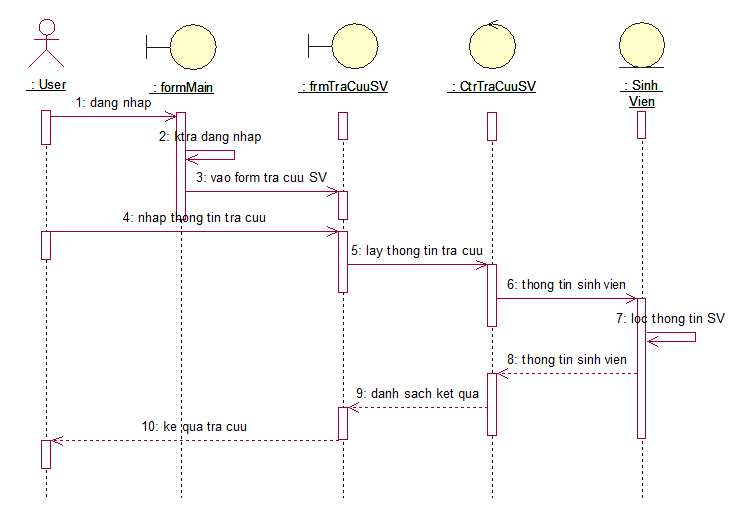 : User
: formMain
: frmTraCuuSV
: CtrTraCuuSV
: Sinh
Vien
1: dang nhap
2: ktra dang nhap
3: vao form tra cuu SV
4: nhap thong tin tra cuu
5: lay thong tin tra cuu
6: thong tin sinh vien
7: loc thong tin SV
8: thong tin sinh vien
9: danh sach ket qua
10: ke qua tra cuu